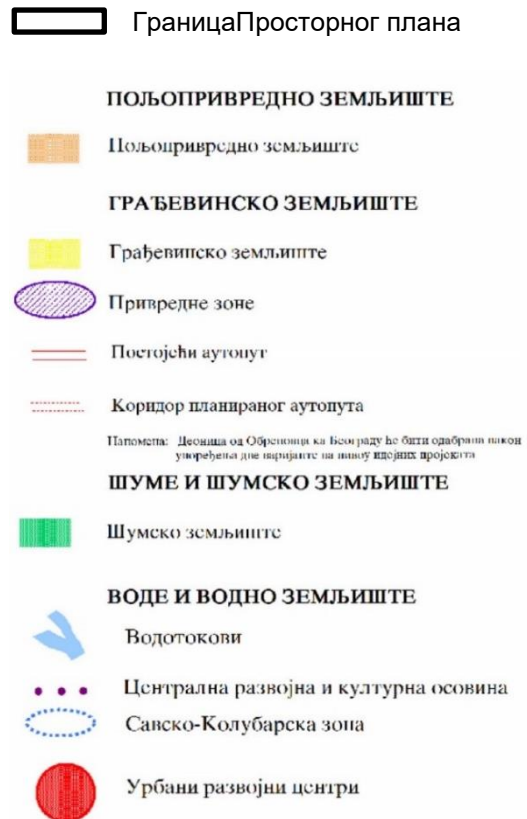 ГраницаПросторног плана
ПОЉОПРИВРЕДНО ЗЕМЉИШТЕ
Пољопривредно земљиште
ГРАЂЕВИНСКО ЗЕМЉИШТЕ
Грађевинско земљиште
Привредне зоне
Постојећи аутопут
Коридор планираног аутопута
Напомена: Деоница од Обреновца ка Београду ће бити одабрана након
упоређења две варијанте на нивоу идејних пројеката
ШУМЕ И ШУМСКО ЗЕМЉИШТЕ
Шумско земљиште
ВОДЕ И ВОДНО ЗЕМЉИШТЕ
Водотокови
Централна развојна и културна осовина
Савско-Колубарска зона
Урбани развојни центри